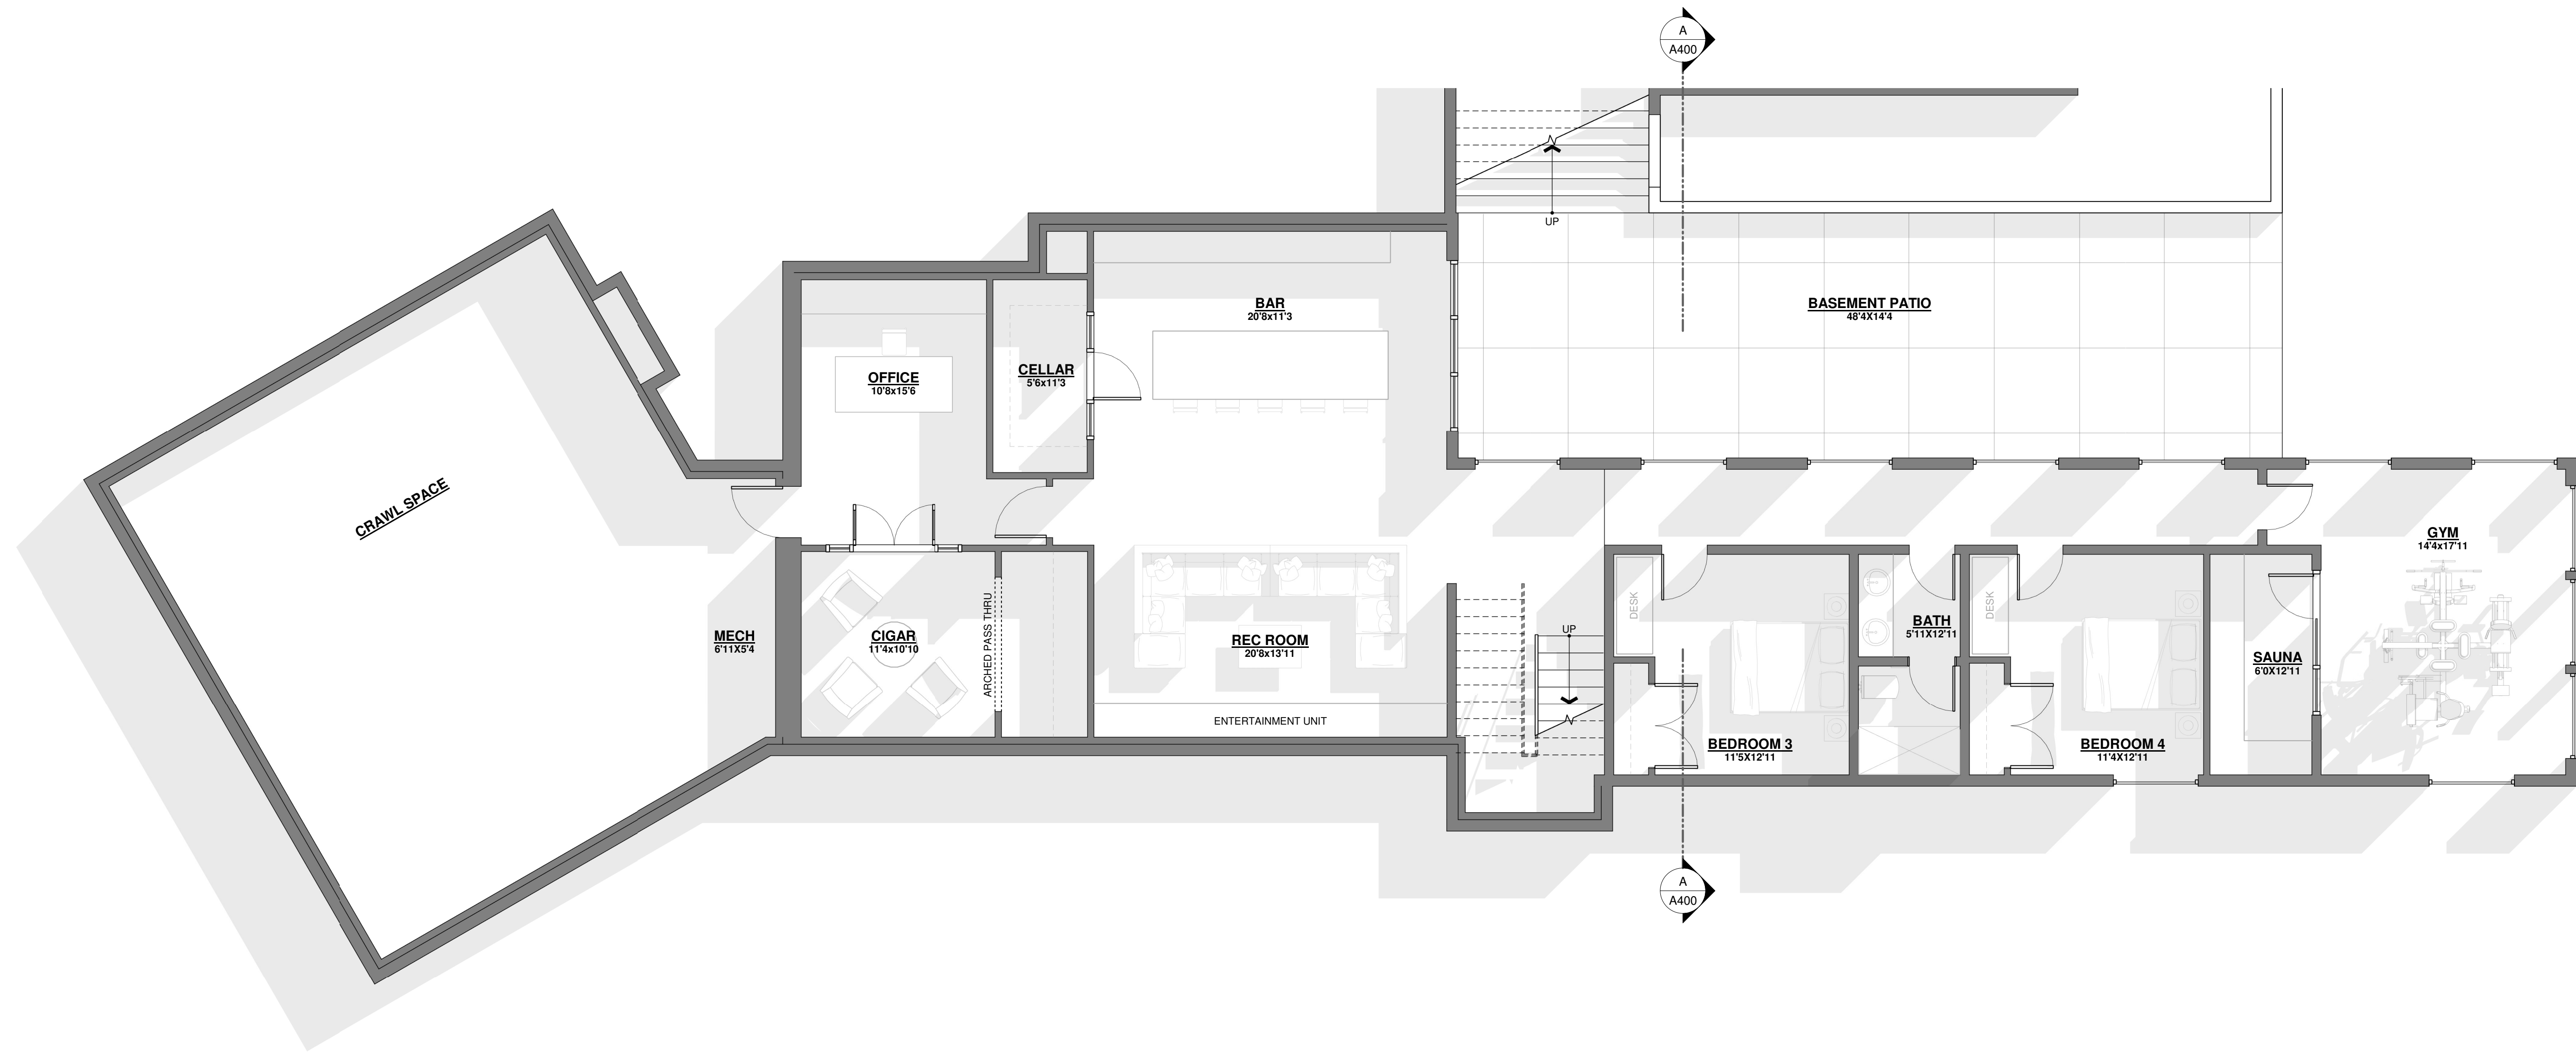 A
A400
UP
BAR
20'8x11'3
BASEMENT PATIO
48'4X14'4
OFFICE
10'8x15'6
CELLAR
5'6x11'3
CRAWL SPACE
GYM
14'4x17'11
MECH
6'11X5'4
CIGAR
11'4x10'10
ARCHED PASS THRU
REC ROOM
20'8x13'11
ENTERTAINMENT UNIT
UP
DESK
BEDROOM 3
11'5X12'11
BATH
5'11X12'11
DESK
BEDROOM 4
11'4X12'11
SAUNA
6'0X12'11
A
A400